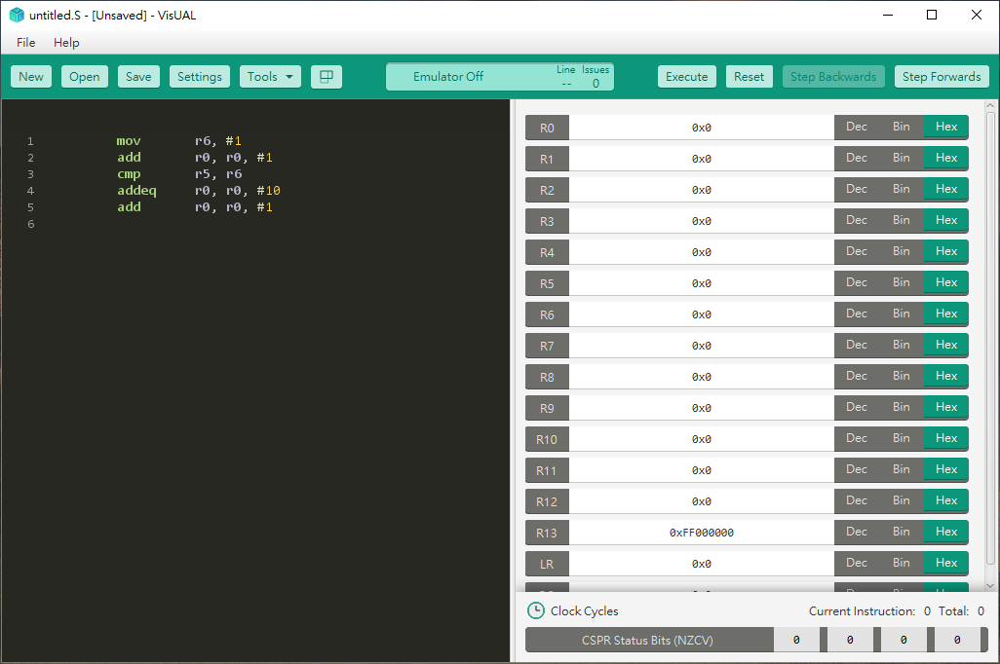 untitled.S - [Unsaved] - VisUAL
File Help
New Open Save Settings Tools Emulator Off Line Issues -- 0 Execute Reset Step Backwards Step Forwards
1 mov r6, #1
2 add r0, r0, #1
3 cmp r5, r6
4 addeq r0, r0, #10
5 add r0, r0, #1
6
R0 0x0 Dec Bin Hex
R1 0x0 Dec Bin Hex
R2 0x0 Dec Bin Hex
R3 0x0 Dec Bin Hex
R4 0x0 Dec Bin Hex
R5 0x0 Dec Bin Hex
R6 0x0 Dec Bin Hex
R7 0x0 Dec Bin Hex
R8 0x0 Dec Bin Hex
R9 0x0 Dec Bin Hex
R10 0x0 Dec Bin Hex
R11 0x0 Dec Bin Hex
R12 0x0 Dec Bin Hex
R13 0xFF000000 Dec Bin Hex
LR 0x0 Dec Bin Hex
Clock Cycles Current Instruction: 0 Total: 0
CSPR Status Bits (NZCV) 0 0 0 0